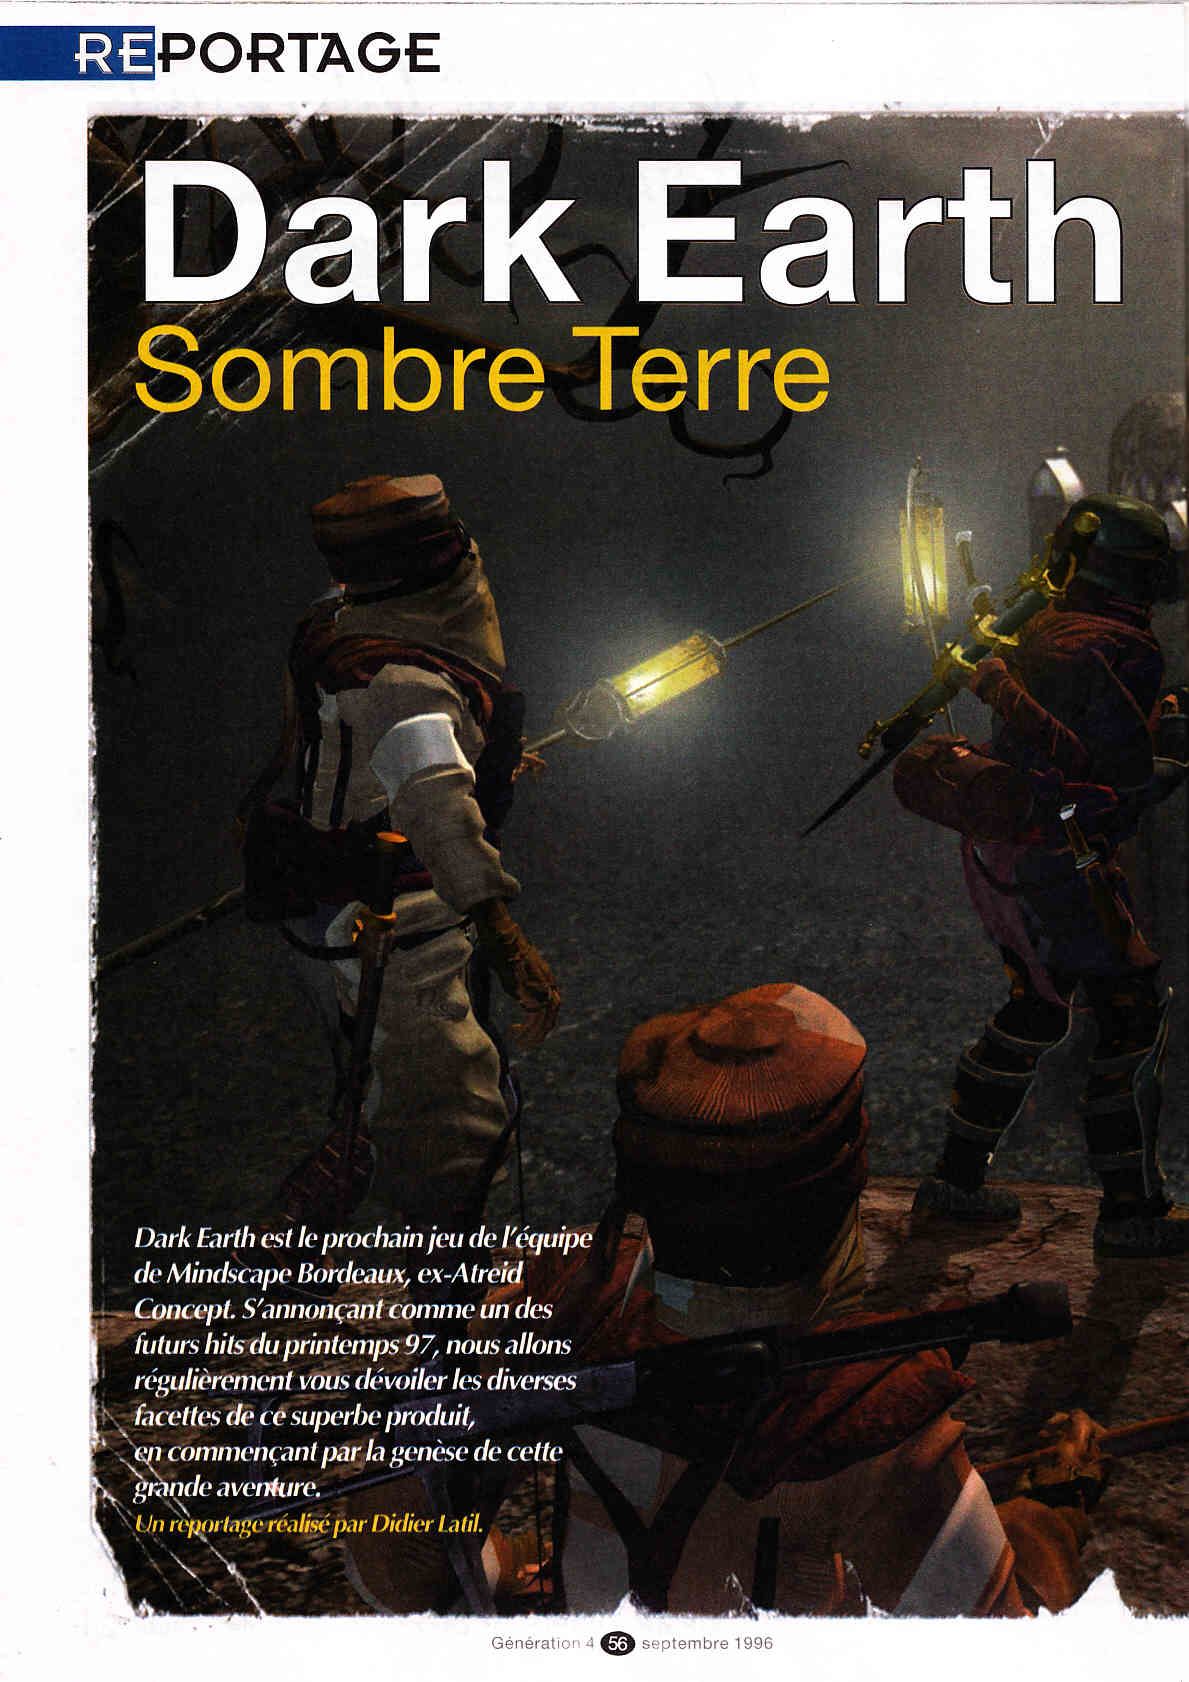 REPORTAGE
Dark Earth
Sombre Terre
Dark Earth est le prochain jeu de l'équipe
de Mindscape Bordeaux, ex-Atreid
Concept. S'annonçant comme un des
futurs hits du printemps 97, nous allons
régulièrement vous dévoiler les diverses
facettes de ce superbe produit,
en commençant par la genèse de cette
grande aventure.
Un reportage réalisé par Didier Latil.
Génération 4 56 septembre 1996